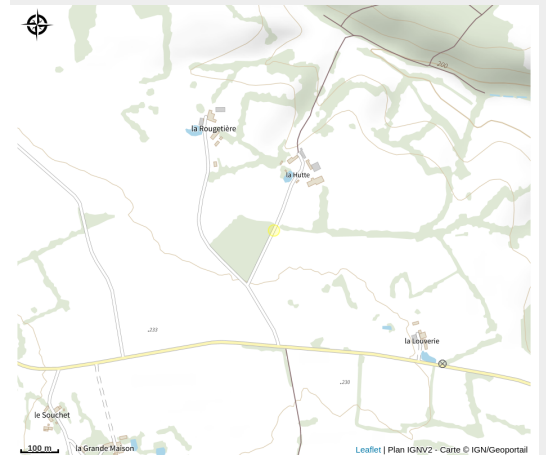 200
la Rougetière
la Hutte
233
la Louverie
238
le Souchet
la Grande Maison
100 m
Leaflet | Plan IGNV2 - Carte © IGN/Geoportail